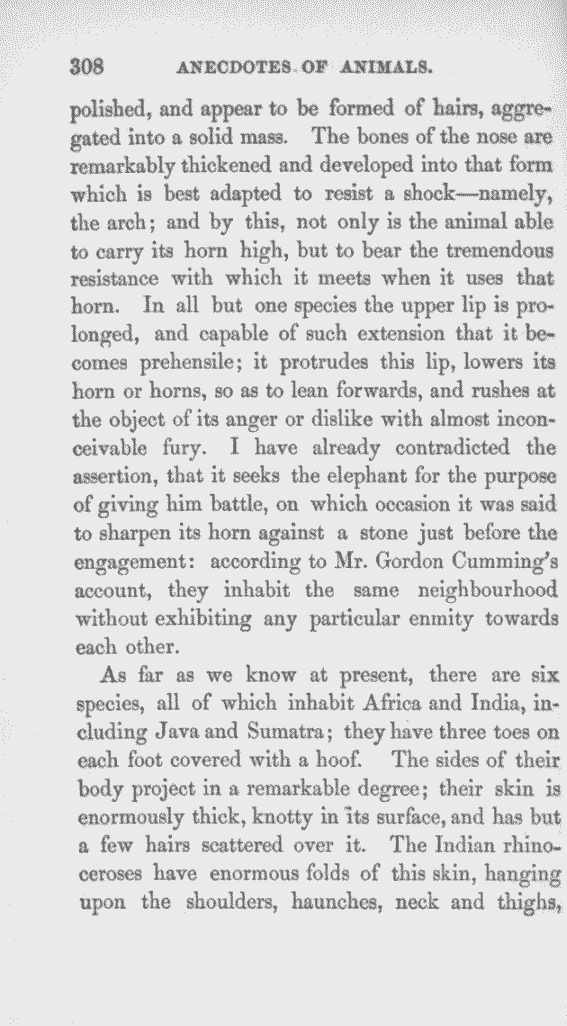 308 ANECDOTES OF ANIMALS.
polished, and appear to be formed of hairs, aggre-
gated into a solid mass. The bones of the nose are
remarkably thickened and developed into that form
which is best adapted to resist a shock—namely,
the arch; and by this, not only is the animal able
to carry its horn high, but to bear the tremendous
resistance with which it meets when it uses that
horn. In all but one species the upper lip is pro-
longed, and capable of such extension that it be-
comes prehensile; it protrudes this lip, lowers its
horn or horns, so as to lean forwards, and rushes at
the object of its anger or dislike with almost incon-
ceivable fury. I have already contradicted the
assertion, that it seeks the elephant for the purpose
of giving him battle, on which occasion it was said
to sharpen its horn against a stone just before the
engagement: according to Mr. Gordon Cumming's
account, they inhabit the same neighbourhood
without exhibiting any particular enmity towards
each other.
As far as we know at present, there are six
species, all of which inhabit Africa and India, in-
cluding Java and Sumatra; they have three toes on
each foot covered with a hoof. The sides of their
body project in a remarkable degree; their skin is
enormously thick, knotty in its surface, and has but
a few hairs scattered over it. The Indian rhino-
ceroses have enormous folds of this skin, hanging
upon the shoulders, haunches, neck and thighs,